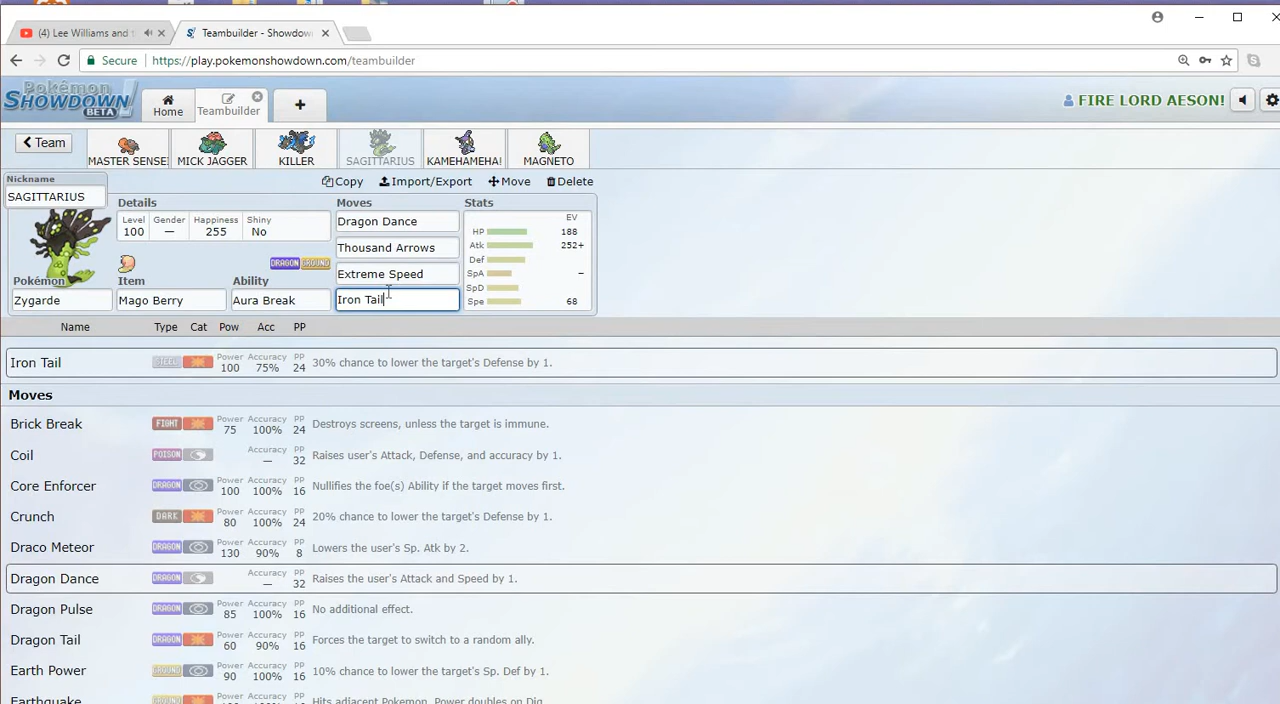 (4) Lee Williams and t
Teambuilder - Showdow
Secure
https://play.pokemonshowdown.com/teambuilder
Pokémon
SHOWDOWN!
BETA
Home
Teambuilder
FIRE LORD AESON!
Team
MASTER SENSE!
MICK JAGGER
KILLER
SAGITTARIUS
KAMEHAMEHA!
MAGNETO
Nickname
SAGITTARIUS
Copy
Import/Export
Move
Delete
Details
Level Gender Happiness Shiny
100 — 255 No
DRAGON GROUND
Pokémon Item Ability
Zygarde Mago Berry Aura Break
Moves
Dragon Dance
Thousand Arrows
Extreme Speed
Iron Tail
Stats
EV
HP 188
Atk 252+
Def
SpA –
SpD
Spe 68
Name Type Cat Pow Acc PP
Iron Tail STEEL Power 100 Accuracy 75% PP 24 30% chance to lower the target's Defense by 1.
Moves
Brick Break FIGHT Power 75 Accuracy 100% PP 24 Destroys screens, unless the target is immune.
Coil POISON Accuracy — PP 32 Raises user's Attack, Defense, and accuracy by 1.
Core Enforcer DRAGON Power 100 Accuracy 100% PP 16 Nullifies the foe(s) Ability if the target moves first.
Crunch DARK Power 80 Accuracy 100% PP 24 20% chance to lower the target's Defense by 1.
Draco Meteor DRAGON Power 130 Accuracy 90% PP 8 Lowers the user's Sp. Atk by 2.
Dragon Dance DRAGON Accuracy — PP 32 Raises the user's Attack and Speed by 1.
Dragon Pulse DRAGON Power 85 Accuracy 100% PP 16 No additional effect.
Dragon Tail DRAGON Power 60 Accuracy 90% PP 16 Forces the target to switch to a random ally.
Earth Power GROUND Power 90 Accuracy 100% PP 16 10% chance to lower the target's Sp. Def by 1.
Earthquake GROUND Power Accuracy PP Hits adjacent Pokemon. Power doubles on Dig.